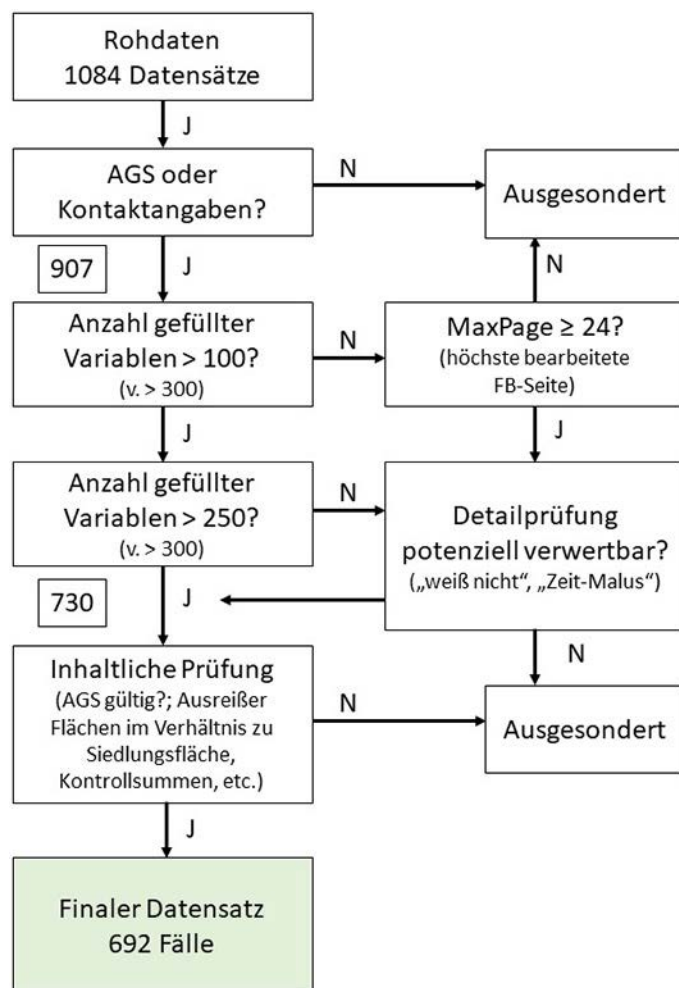 Rohdaten
1084 Datensätze
J
AGS oder
Kontaktangaben?
N
Ausgesondert
907
J
N
Anzahl gefüllter
Variablen > 100?
(v. > 300)
N
MaxPage ≥ 24?
(höchste bearbeitete
FB-Seite)
J
J
Anzahl gefüllter
Variablen > 250?
(v. > 300)
N
Detailprüfung
potenziell verwertbar?
(„weiß nicht“, „Zeit-Malus“)
730
J
N
Inhaltliche Prüfung
(AGS gültig?; Ausreißer
Flächen im Verhältnis zu
Siedlungsfläche,
Kontrollsummen, etc.)
N
Ausgesondert
J
Finaler Datensatz
692 Fälle